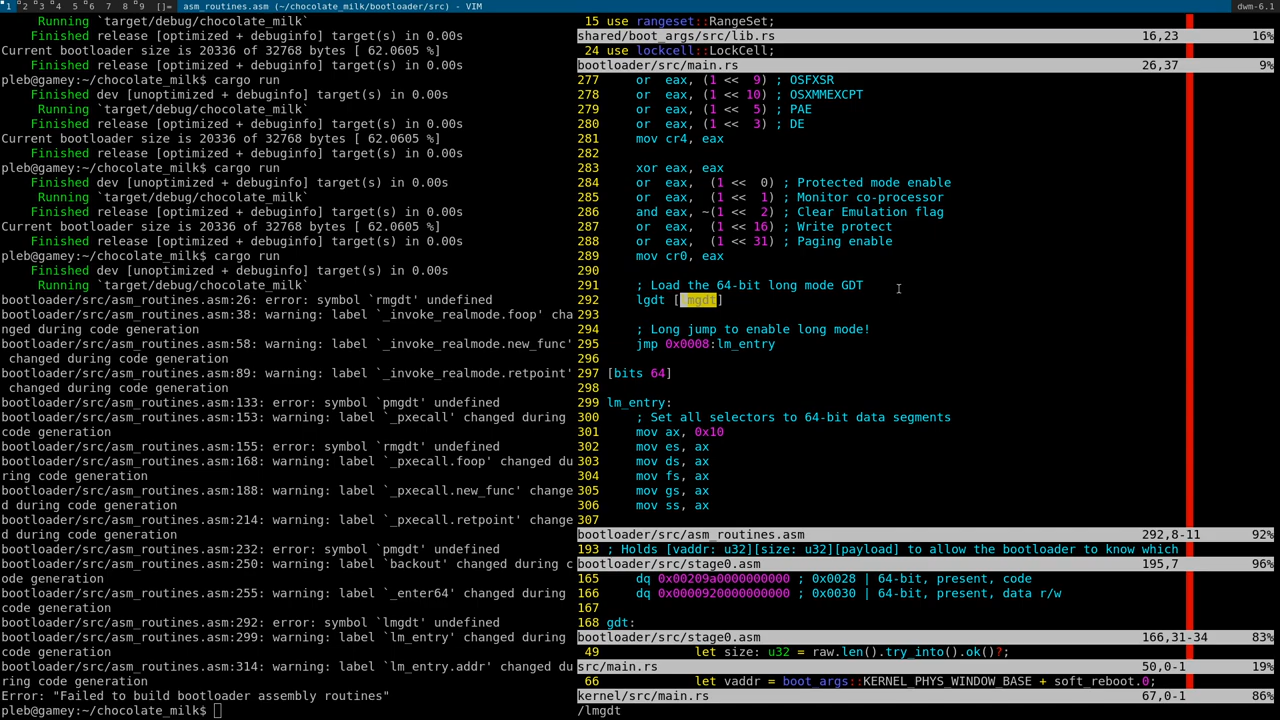 1 2 3 4 5 6 7 8 9 []= asm_routines.asm (~/chocolate_milk/bootloader/src) - VIM dwm-6.1
Running `target/debug/chocolate_milk`
Finished release [optimized + debuginfo] target(s) in 0.00s
Current bootloader size is 20336 of 32768 bytes [ 62.0605 %]
Finished release [optimized + debuginfo] target(s) in 0.00s
pleb@gamey:~/chocolate_milk$ cargo run
Finished dev [unoptimized + debuginfo] target(s) in 0.00s
Running `target/debug/chocolate_milk`
Finished release [optimized + debuginfo] target(s) in 0.00s
Current bootloader size is 20336 of 32768 bytes [ 62.0605 %]
Finished release [optimized + debuginfo] target(s) in 0.00s
pleb@gamey:~/chocolate_milk$ cargo run
Finished dev [unoptimized + debuginfo] target(s) in 0.00s
Running `target/debug/chocolate_milk`
Finished release [optimized + debuginfo] target(s) in 0.00s
Current bootloader size is 20336 of 32768 bytes [ 62.0605 %]
Finished release [optimized + debuginfo] target(s) in 0.00s
pleb@gamey:~/chocolate_milk$ cargo run
Finished dev [unoptimized + debuginfo] target(s) in 0.00s
Running `target/debug/chocolate_milk`
bootloader/src/asm_routines.asm:26: error: symbol `rmgdt' undefined
bootloader/src/asm_routines.asm:38: warning: label `_invoke_realmode.foop' cha
nged during code generation
bootloader/src/asm_routines.asm:58: warning: label `_invoke_realmode.new_func'
changed during code generation
bootloader/src/asm_routines.asm:89: warning: label `_invoke_realmode.retpoint'
changed during code generation
bootloader/src/asm_routines.asm:133: error: symbol `pmgdt' undefined
bootloader/src/asm_routines.asm:153: warning: label `_pxecall' changed during
code generation
bootloader/src/asm_routines.asm:155: error: symbol `rmgdt' undefined
bootloader/src/asm_routines.asm:168: warning: label `_pxecall.foop' changed du
ring code generation
bootloader/src/asm_routines.asm:188: warning: label `_pxecall.new_func' change
d during code generation
bootloader/src/asm_routines.asm:214: warning: label `_pxecall.retpoint' change
d during code generation
bootloader/src/asm_routines.asm:232: error: symbol `pmgdt' undefined
bootloader/src/asm_routines.asm:250: warning: label `backout' changed during c
ode generation
bootloader/src/asm_routines.asm:255: warning: label `_enter64' changed during
code generation
bootloader/src/asm_routines.asm:292: error: symbol `lmgdt' undefined
bootloader/src/asm_routines.asm:299: warning: label `lm_entry' changed during
code generation
bootloader/src/asm_routines.asm:314: warning: label `lm_entry.addr' changed du
ring code generation
Error: "Failed to build bootloader assembly routines"
pleb@gamey:~/chocolate_milk$
15 use rangeset::RangeSet;
shared/boot_args/src/lib.rs 16,23 16%
24 use lockcell::LockCell;
bootloader/src/main.rs 26,37 9%
277 or eax, (1 << 9) ; OSFXSR
278 or eax, (1 << 10) ; OSXMMEXCPT
279 or eax, (1 << 5) ; PAE
280 or eax, (1 << 3) ; DE
281 mov cr4, eax
282
283 xor eax, eax
284 or eax, (1 << 0) ; Protected mode enable
285 or eax, (1 << 1) ; Monitor co-processor
286 and eax, ~(1 << 2) ; Clear Emulation flag
287 or eax, (1 << 16) ; Write protect
288 or eax, (1 << 31) ; Paging enable
289 mov cr0, eax
290
291 ; Load the 64-bit long mode GDT
292 lgdt [lmgdt]
293
294 ; Long jump to enable long mode!
295 jmp 0x0008:lm_entry
296
297 [bits 64]
298
299 lm_entry:
300 ; Set all selectors to 64-bit data segments
301 mov ax, 0x10
302 mov es, ax
303 mov ds, ax
304 mov fs, ax
305 mov gs, ax
306 mov ss, ax
307
bootloader/src/asm_routines.asm 292,8-11 92%
193 ; Holds [vaddr: u32][size: u32][payload] to allow the bootloader to know which
bootloader/src/stage0.asm 195,7 96%
165 dq 0x00209a0000000000 ; 0x0028 | 64-bit, present, code
166 dq 0x0000920000000000 ; 0x0030 | 64-bit, present, data r/w
167
168 gdt:
bootloader/src/stage0.asm 166,31-34 83%
49 let size: u32 = raw.len().try_into().ok()?;
src/main.rs 50,0-1 19%
66 let vaddr = boot_args::KERNEL_PHYS_WINDOW_BASE + soft_reboot.0;
kernel/src/main.rs 67,0-1 86%
/lmgdt